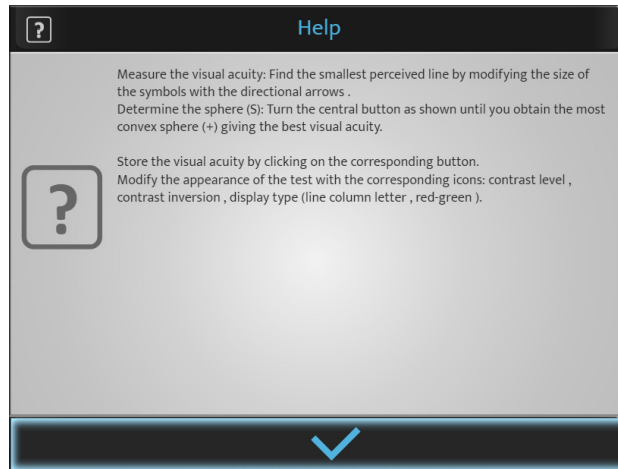 ?
Help
Measure the visual acuity: Find the smallest perceived line by modifying the size of
the symbols with the directional arrows .
Determine the sphere (S): Turn the central button as shown until you obtain the most
convex sphere (+) giving the best visual acuity.
Store the visual acuity by clicking on the corresponding button.
Modify the appearance of the test with the corresponding icons: contrast level ,
contrast inversion , display type (line column letter , red-green ).
?